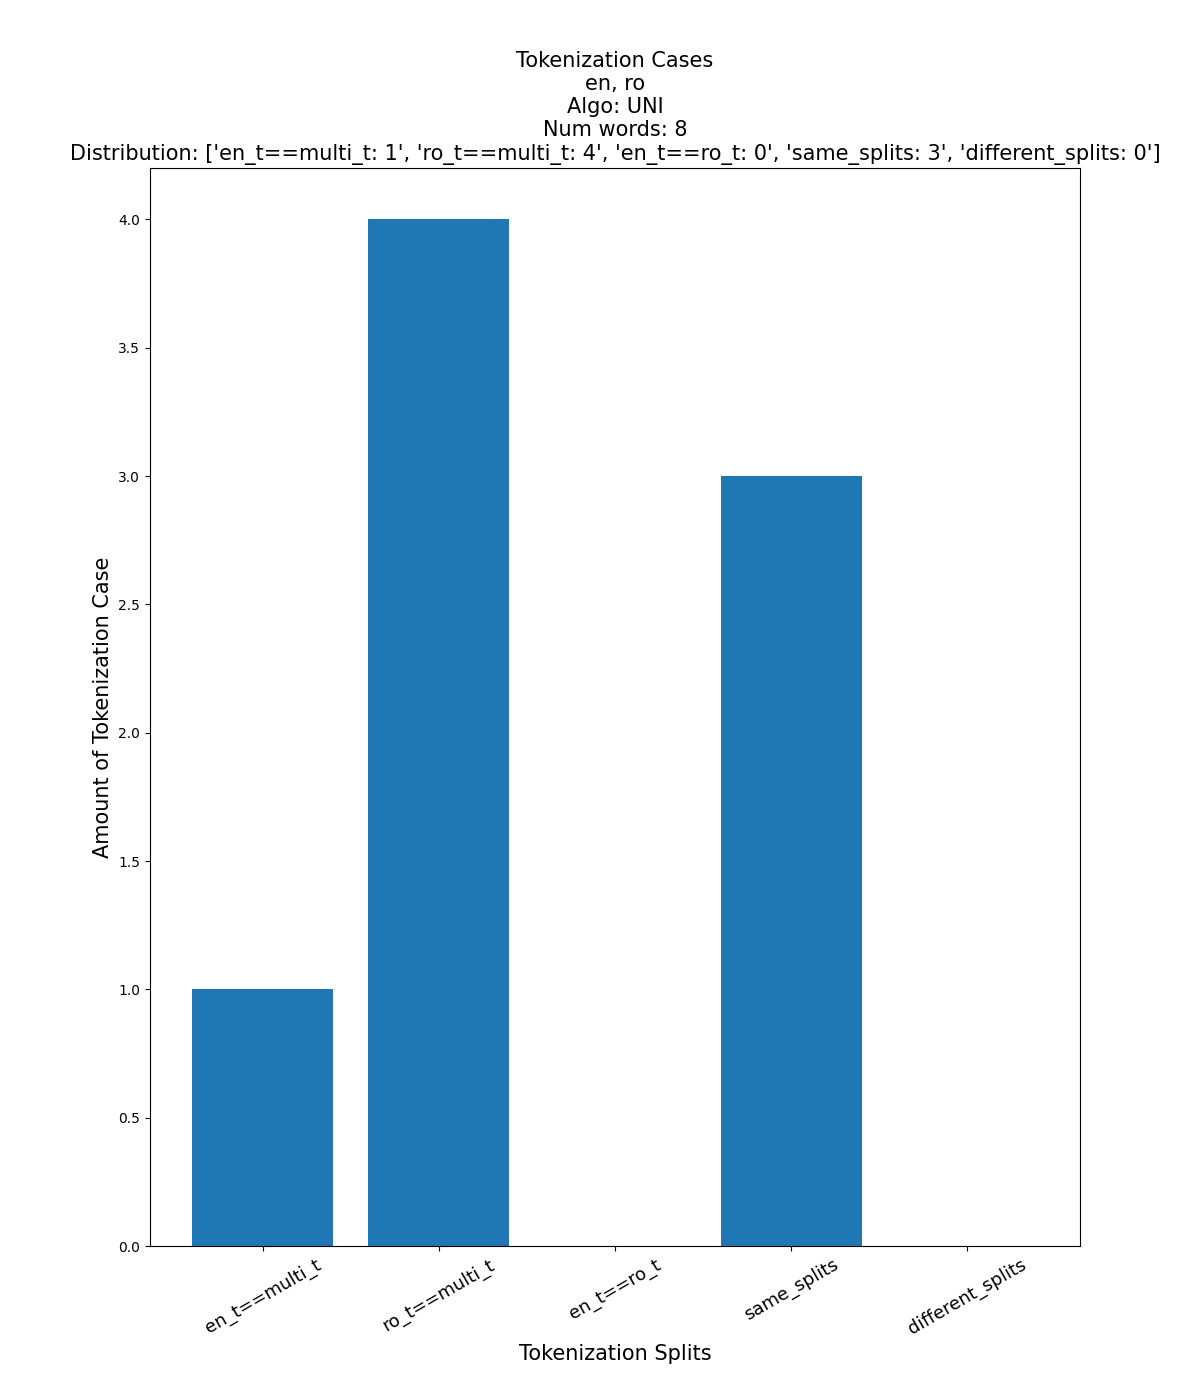 Tokenization Cases
en, ro
Algo: UNI
Num words: 8
Distribution: ['en_t==multi_t: 1', 'ro_t==multi_t: 4', 'en_t==ro_t: 0', 'same_splits: 3', 'different_splits: 0']
4.0
3.5
3.0
2.5
2.0
1.5
1.0
0.5
0.0
Amount of Tokenization Case
en_t==multi_t
ro_t==multi_t
en_t==ro_t
same_splits
different_splits
Tokenization Splits